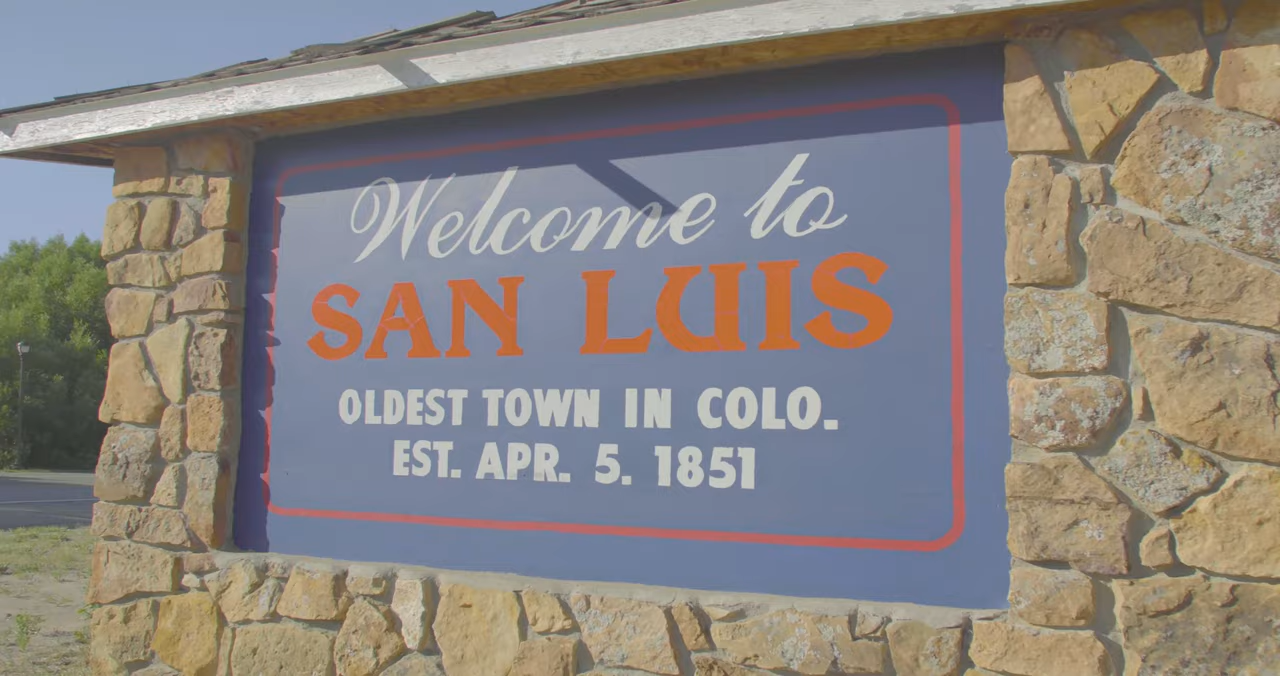 Welcome to
SAN LUIS
OLDEST TOWN IN COLO.
EST. APR. 5. 1851